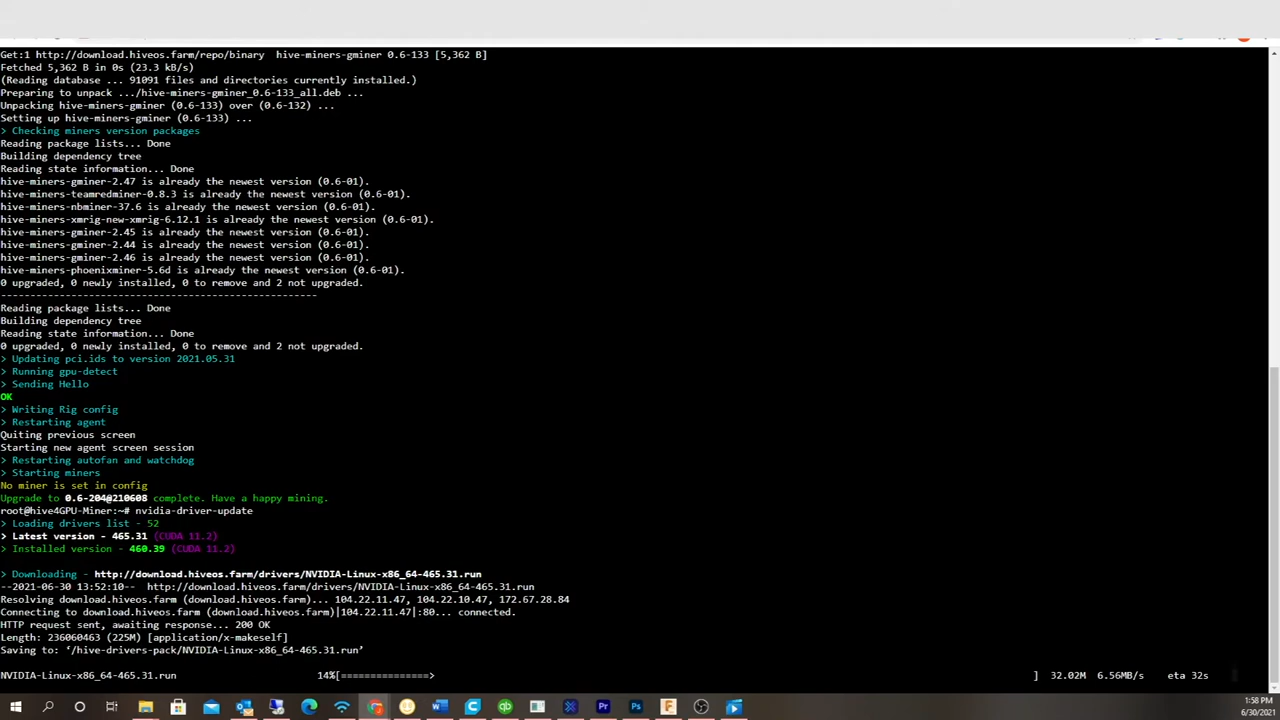 Get:1 http://download.hiveos.farm/repo/binary  hive-miners-gminer 0.6-133 [5,362 B]
Fetched 5,362 B in 0s (23.3 kB/s)
(Reading database ... 91091 files and directories currently installed.)
Preparing to unpack .../hive-miners-gminer_0.6-133_all.deb ...
Unpacking hive-miners-gminer (0.6-133) over (0.6-132) ...
Setting up hive-miners-gminer (0.6-133) ...
> Checking miners version packages
Reading package lists... Done
Building dependency tree
Reading state information... Done
hive-miners-gminer-2.47 is already the newest version (0.6-01).
hive-miners-teamredminer-0.8.3 is already the newest version (0.6-01).
hive-miners-nbminer-37.6 is already the newest version (0.6-01).
hive-miners-xmrig-new-xmrig-6.12.1 is already the newest version (0.6-01).
hive-miners-gminer-2.45 is already the newest version (0.6-01).
hive-miners-gminer-2.44 is already the newest version (0.6-01).
hive-miners-gminer-2.46 is already the newest version (0.6-01).
hive-miners-phoenixminer-5.6d is already the newest version (0.6-01).
0 upgraded, 0 newly installed, 0 to remove and 2 not upgraded.
------------------------------------------------------
Reading package lists... Done
Building dependency tree
Reading state information... Done
0 upgraded, 0 newly installed, 0 to remove and 2 not upgraded.
> Updating pci.ids to version 2021.05.31
> Running gpu-detect
> Sending Hello
OK
> Writing Rig config
> Restarting agent
Quiting previous screen
Starting new agent screen session
> Restarting autofan and watchdog
> Starting miners
No miner is set in config
Upgrade to 0.6-204@210608 complete. Have a happy mining.
root@hive4GPU-Miner:~# nvidia-driver-update
> Loading drivers list - 52
> Latest version - 465.31 (CUDA 11.2)
> Installed version - 460.39 (CUDA 11.2)
> Downloading - http://download.hiveos.farm/drivers/NVIDIA-Linux-x86_64-465.31.run
--2021-06-30 13:52:10--  http://download.hiveos.farm/drivers/NVIDIA-Linux-x86_64-465.31.run
Resolving download.hiveos.farm (download.hiveos.farm)... 104.22.11.47, 104.22.10.47, 172.67.28.84
Connecting to download.hiveos.farm (download.hiveos.farm)|104.22.11.47|:80... connected.
HTTP request sent, awaiting response... 200 OK
Length: 236060463 (225M) [application/x-makeself]
Saving to: ‘/hive-drivers-pack/NVIDIA-Linux-x86_64-465.31.run’
NVIDIA-Linux-x86_64-465.31.run 14%[===============> ] 32.02M 6.56MB/s eta 32s
1:58 PM
6/30/2021